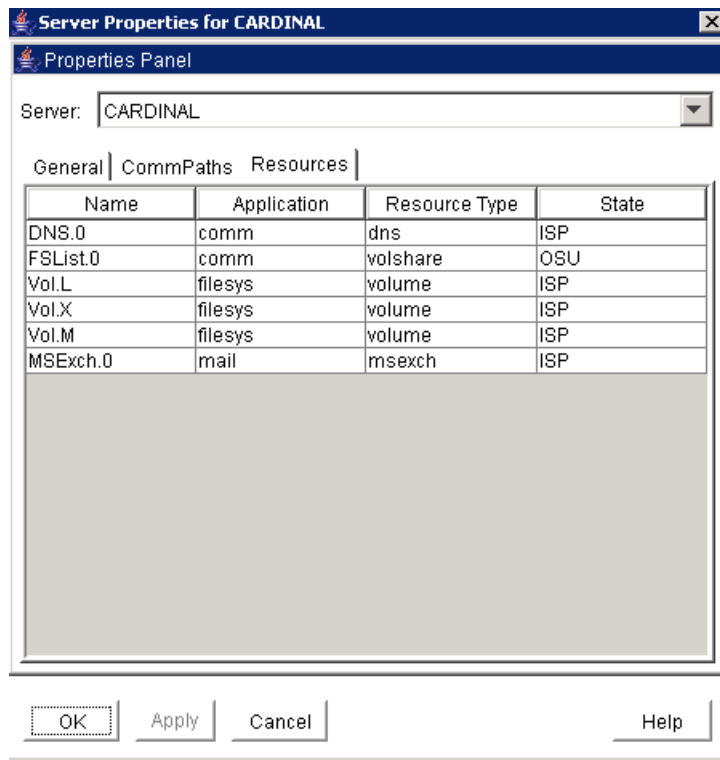 Server Properties for CARDINAL
Properties Panel
Server: CARDINAL
General CommPaths Resources
Name Application Resource Type State
DNS.0 comm dns ISP
FSList.0 comm volshare OSU
Vol.L filesys volume ISP
Vol.X filesys volume ISP
Vol.M filesys volume ISP
MSExch.0 mail msexch ISP
OK Apply Cancel Help